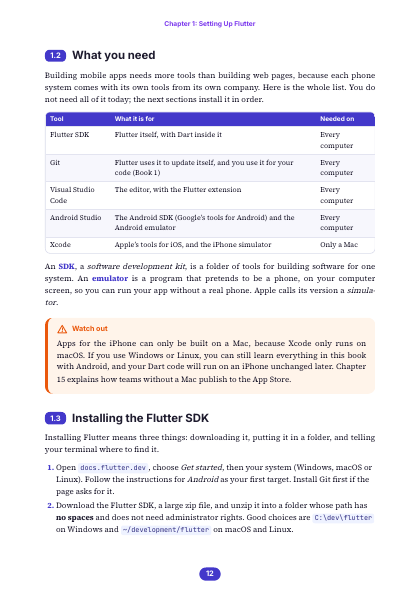 Chapter 1: Setting Up Flutter
1.2 What you need
Building mobile apps needs more tools than building web pages, because each phone
system comes with its own tools from its own company. Here is the whole list. You do
not need all of it today; the next sections install it in order.
Tool What it is for Needed on
Flutter SDK Flutter itself, with Dart inside it Every
computer
Git Flutter uses it to update itself, and you use it for your Every
code (Book 1) computer
Visual Studio The editor, with the Flutter extension Every
Code computer
Android Studio The Android SDK (Google's tools for Android) and the Every
Android emulator computer
Xcode Apple's tools for iOS, and the iPhone simulator Only a Mac
An SDK, a software development kit, is a folder of tools for building software for one
system. An emulator is a program that pretends to be a phone, on your computer
screen, so you can run your app without a real phone. Apple calls its version a simula-
tor.
Watch out
Apps for the iPhone can only be built on a Mac, because Xcode only runs on
macOS. If you use Windows or Linux, you can still learn everything in this book
with Android, and your Dart code will run on an iPhone unchanged later. Chapter
15 explains how teams without a Mac publish to the App Store.
1.3 Installing the Flutter SDK
Installing Flutter means three things: downloading it, putting it in a folder, and telling
your terminal where to find it.
1. Open docs.flutter.dev, choose Get started, then your system (Windows, macOS or
Linux). Follow the instructions for Android as your first target. Install Git first if the
page asks for it.
2. Download the Flutter SDK, a large zip file, and unzip it into a folder whose path has
no spaces and does not need administrator rights. Good choices are C:\dev\flutter
on Windows and ~/development/flutter on macOS and Linux.
12